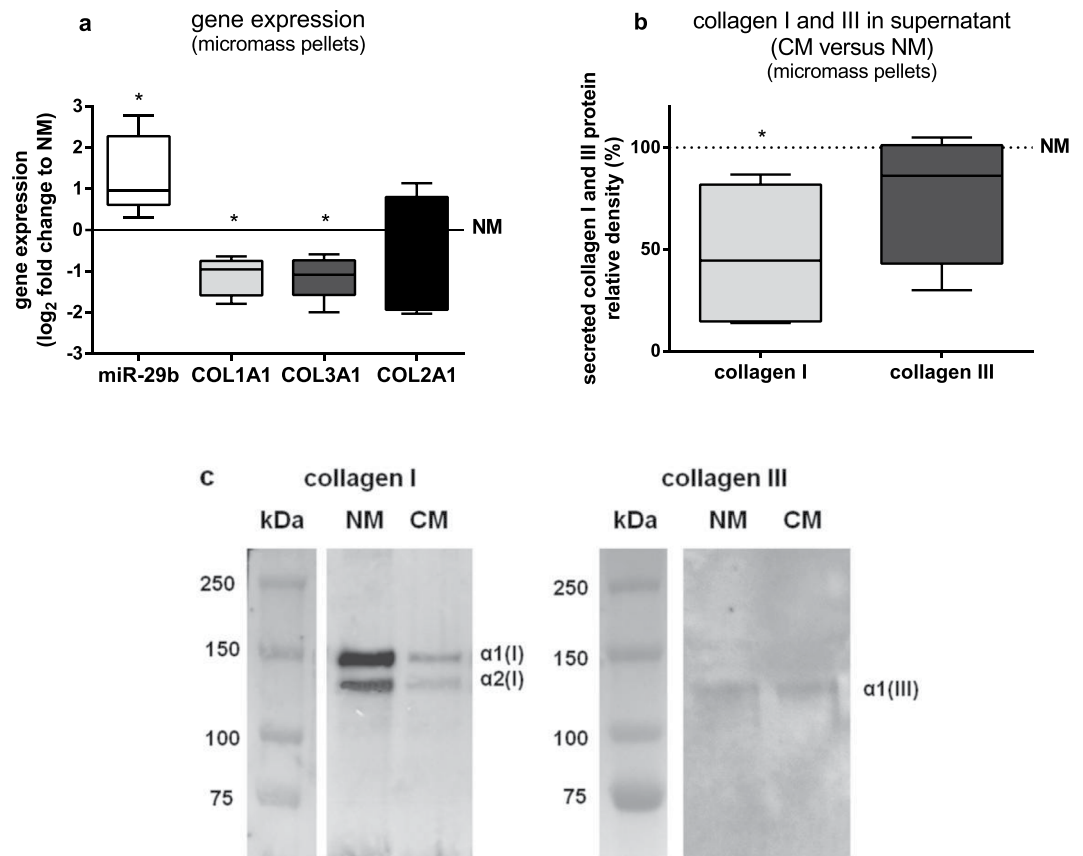 a
gene expression
(micromass pellets)
gene expression
(log2 fold change to NM)
3
2
1
0
-1
-2
-3
*
*
*
NM
miR-29b COL1A1 COL3A1 COL2A1
b
collagen I and III in supernatant
(CM versus NM)
(micromass pellets)
secreted collagen I and III protein
relative density (%)
100
50
0
*
NM
collagen I collagen III
c
collagen I
kDa NM CM
250
150
100
75
α1(I)
α2(I)
collagen III
kDa NM CM
250
150
100
75
α1(III)